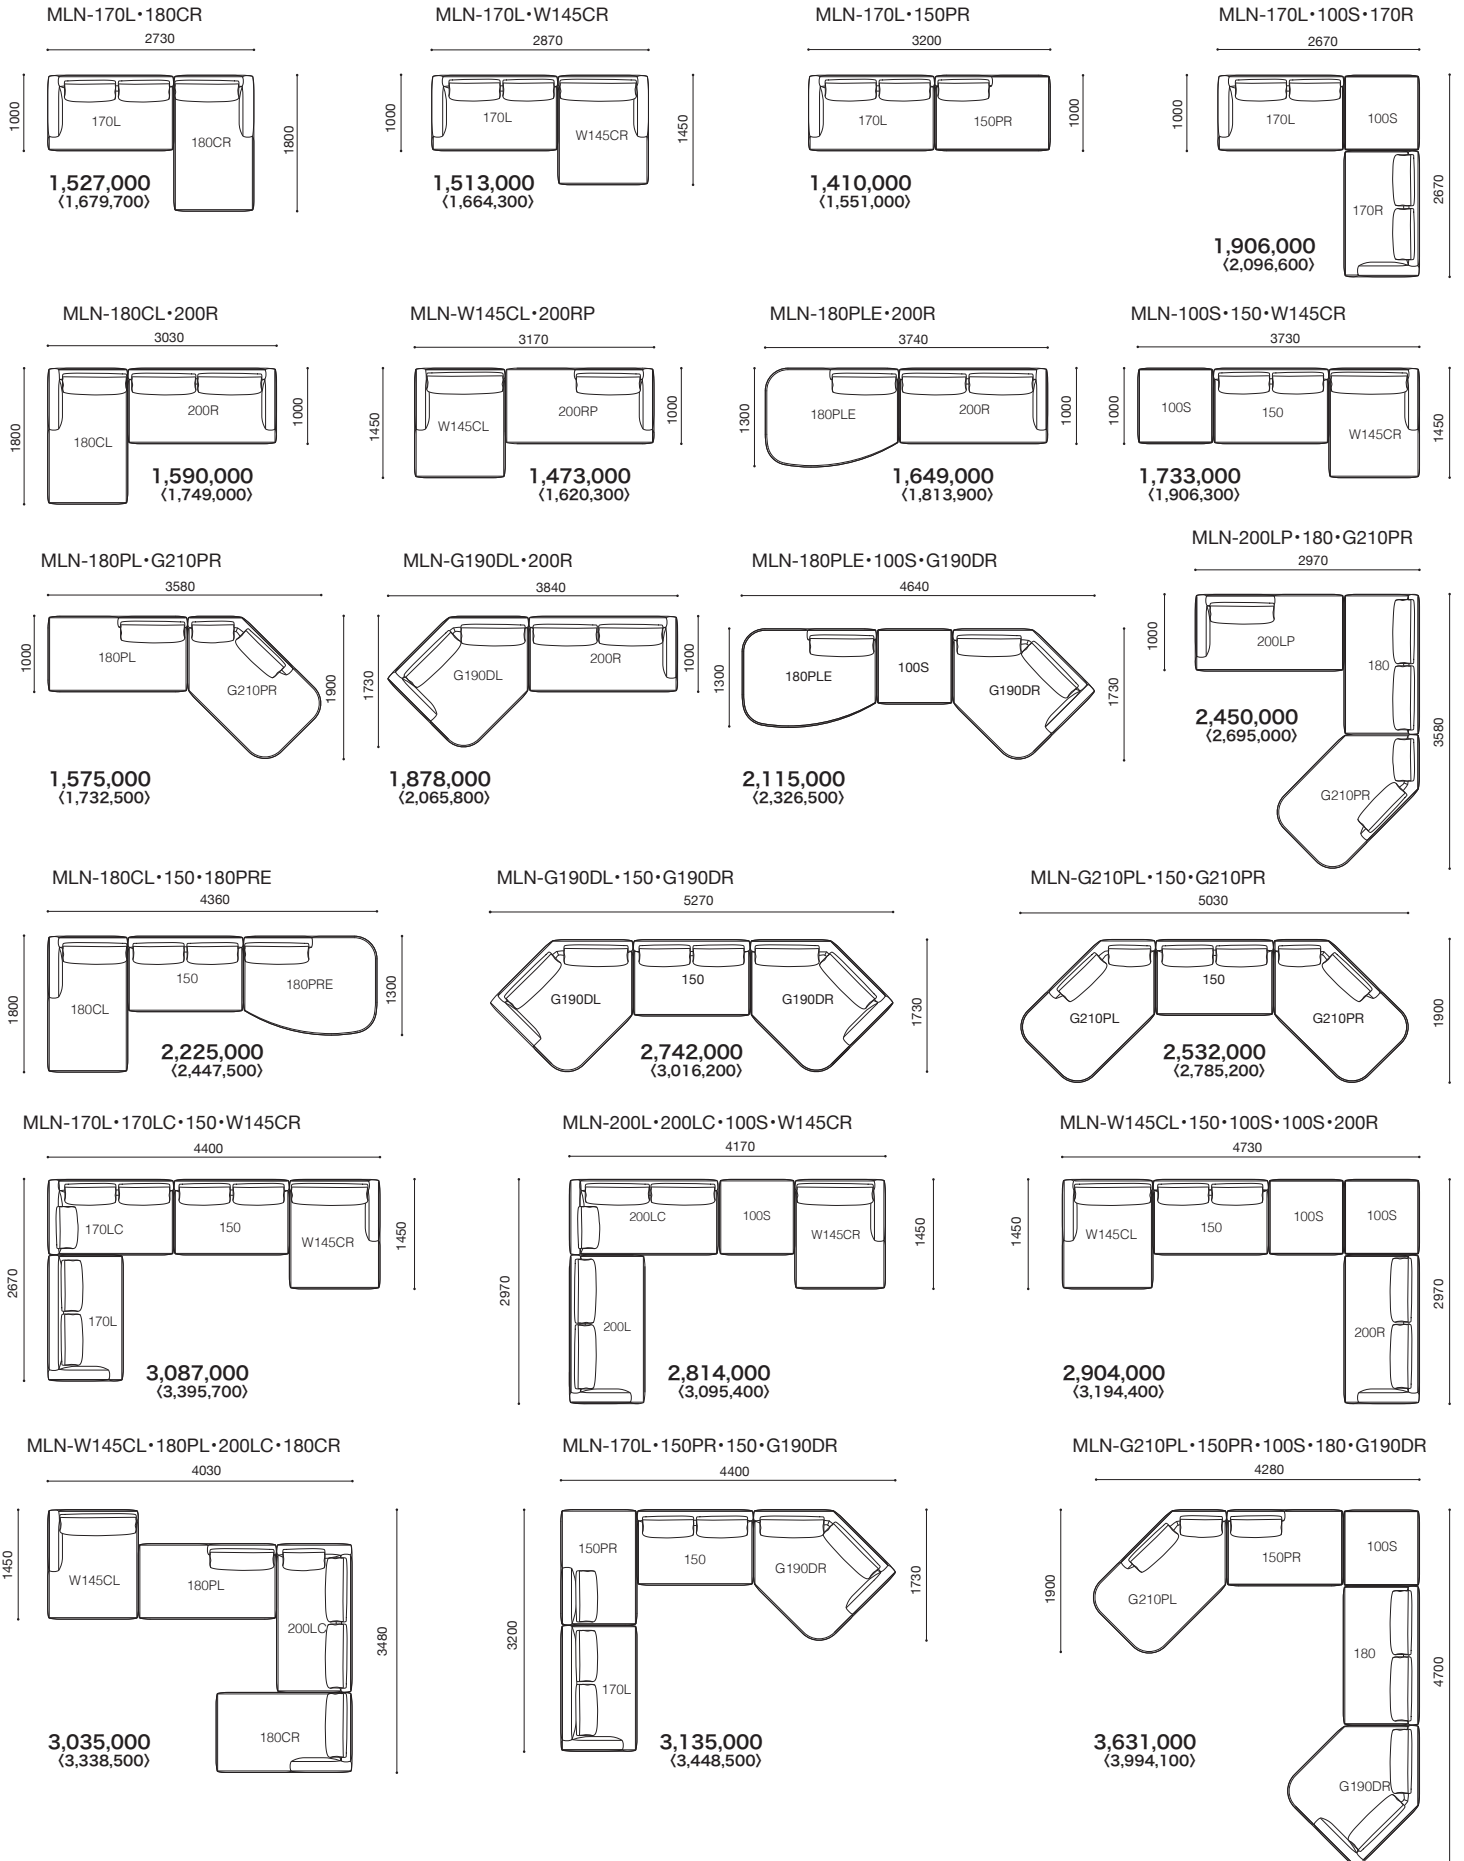 MLN-170L•180CR
2730
1000
170L
180CR
1800
1,527,000
〈1,679,700〉
MLN-170L•W145CR
2870
1000
170L
W145CR
1450
1,513,000
〈1,664,300〉
MLN-170L•150PR
3200
1000
170L
150PR
1000
1,410,000
〈1,551,000〉
MLN-170L•100S•170R
2670
1000
170L
100S
170R
2670
1,906,000
〈2,096,600〉
MLN-180CL•200R
3030
1800
180CL
200R
1000
1,590,000
〈1,749,000〉
MLN-W145CL•200RP
3170
1450
W145CL
200RP
1000
1,473,000
〈1,620,300〉
MLN-180PLE•200R
3740
1300
180PLE
200R
1000
1,649,000
〈1,813,900〉
MLN-100S•150•W145CR
3730
1000
100S
150
W145CR
1450
1,733,000
〈1,906,300〉
MLN-180PL•G210PR
3580
1000
180PL
G210PR
1900
1,575,000
〈1,732,500〉
MLN-G190DL•200R
3840
1730
G190DL
200R
1000
1,878,000
〈2,065,800〉
MLN-180PLE•100S•G190DR
4640
1300
180PLE
100S
G190DR
1730
2,115,000
〈2,326,500〉
MLN-200LP•180•G210PR
2970
1000
200LP
180
G210PR
3580
2,450,000
〈2,695,000〉
MLN-180CL•150•180PRE
4360
1800
180CL
150
180PRE
1300
2,225,000
〈2,447,500〉
MLN-G190DL•150•G190DR
5270
G190DL
150
G190DR
1730
2,742,000
〈3,016,200〉
MLN-G210PL•150•G210PR
5030
G210PL
150
G210PR
1900
2,532,000
〈2,785,200〉
MLN-170L•170LC•150•W145CR
4400
2670
170LC
150
W145CR
1450
170L
3,087,000
〈3,395,700〉
MLN-200L•200LC•100S•W145CR
4170
2970
200LC
100S
W145CR
1450
200L
2,814,000
〈3,095,400〉
MLN-W145CL•150•100S•100S•200R
4730
1450
W145CL
150
100S
100S
200R
2970
2,904,000
〈3,194,400〉
MLN-W145CL•180PL•200LC•180CR
4030
1450
W145CL
180PL
200LC
180CR
3480
3,035,000
〈3,338,500〉
MLN-170L•150PR•150•G190DR
4400
3200
150PR
150
G190DR
1730
170L
3,135,000
〈3,448,500〉
MLN-G210PL•150PR•100S•180•G190DR
4280
1900
G210PL
150PR
100S
180
G190DR
4700
3,631,000
〈3,994,100〉